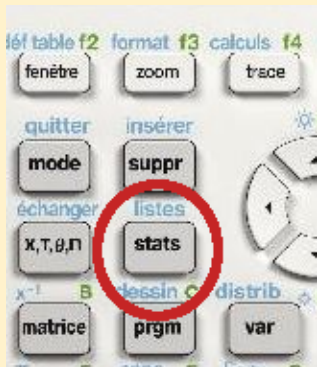 déf table f2 format f3 calculs f4
fenêtre zoom trace
quitter insérer
mode suppr
échanger listes
X,T,θ,n stats
x⁻¹ B dessin C distrib
matrice prgm var